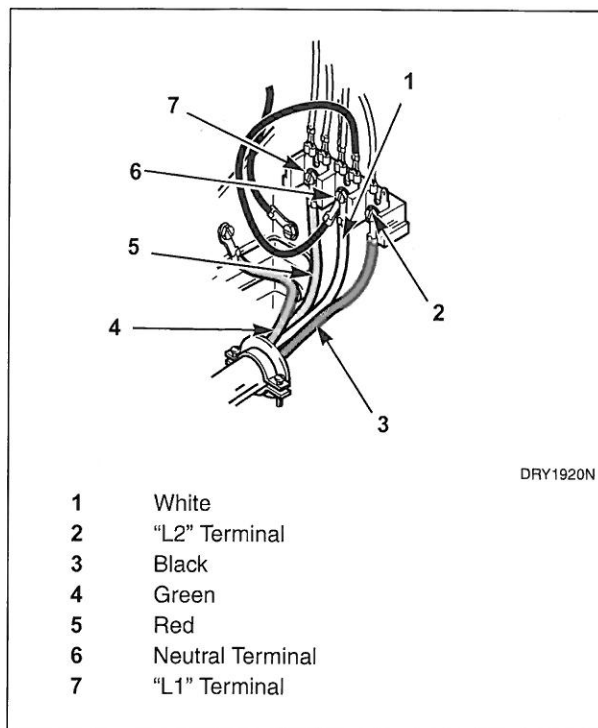 1
7
6
5
4
2
3
DRY1920N
1 White
2 “L2” Terminal
3 Black
4 Green
5 Red
6 Neutral Terminal
7 “L1” Terminal